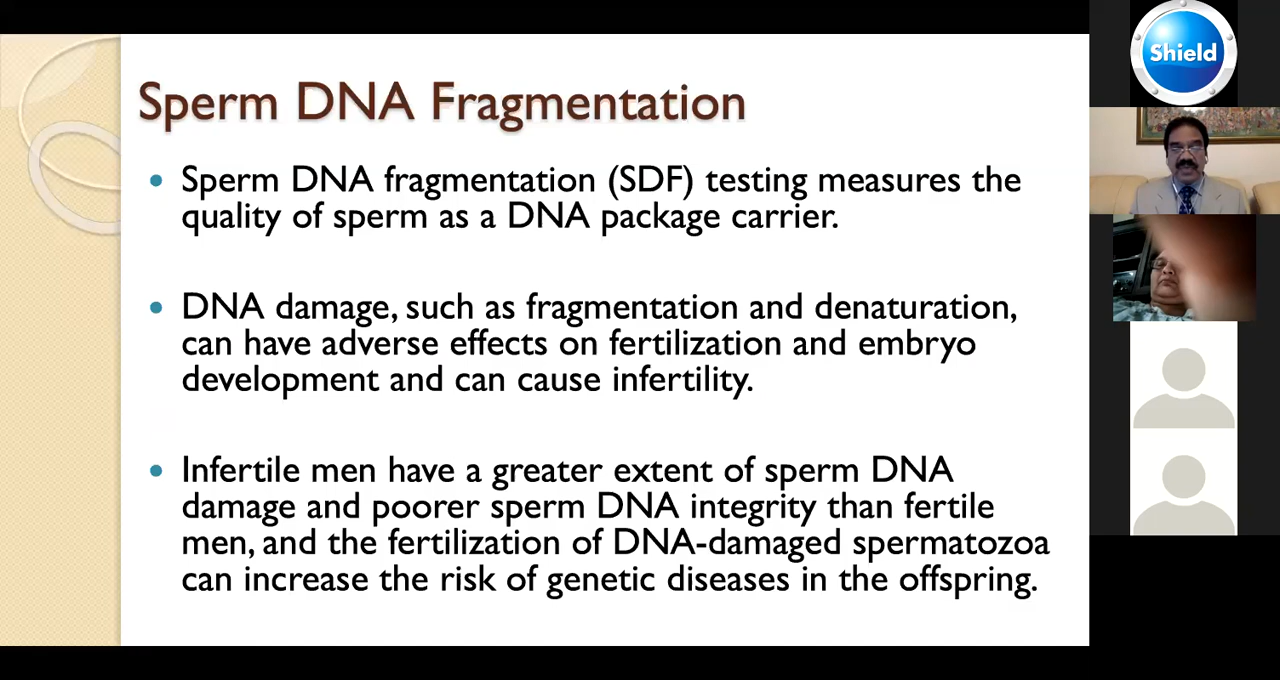 Sperm DNA Fragmentation
• Sperm DNA fragmentation (SDF) testing measures the
quality of sperm as a DNA package carrier.
• DNA damage, such as fragmentation and denaturation,
can have adverse effects on fertilization and embryo
development and can cause infertility.
• Infertile men have a greater extent of sperm DNA
damage and poorer sperm DNA integrity than fertile
men, and the fertilization of DNA-damaged spermatozoa
can increase the risk of genetic diseases in the offspring.
Shield